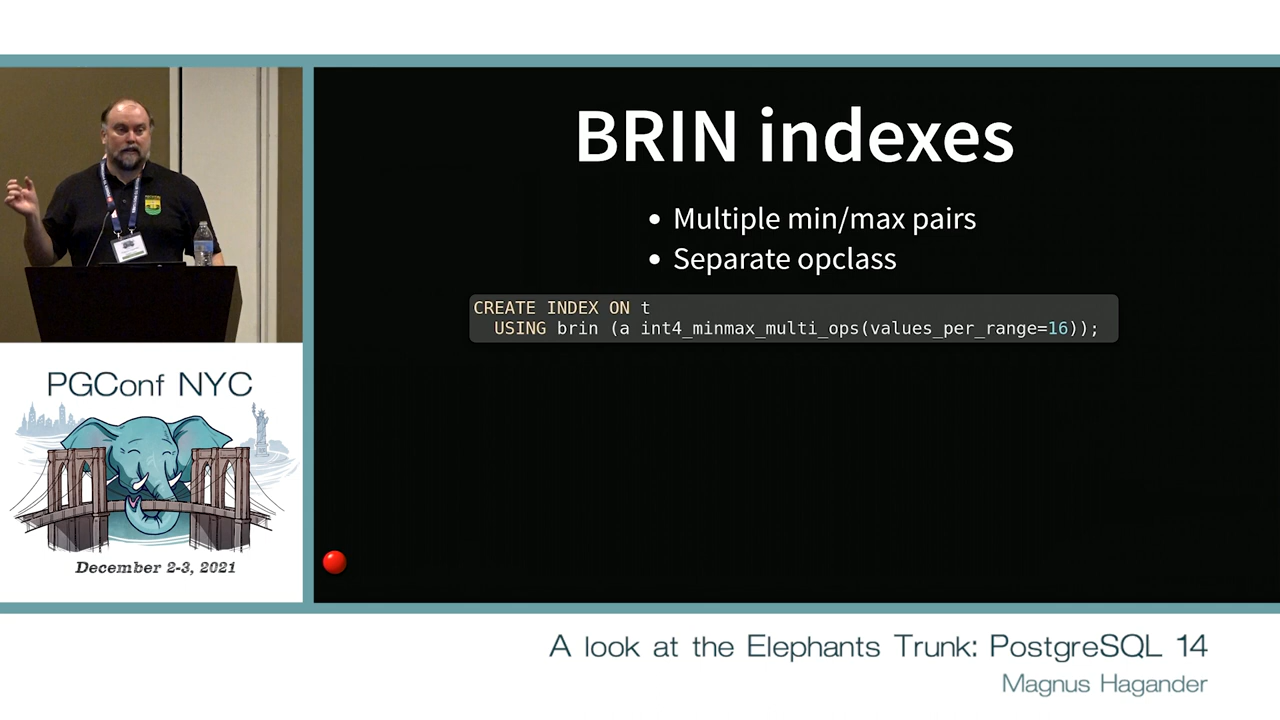 BRIN indexes
• Multiple min/max pairs
• Separate opclass
CREATE INDEX ON t
USING brin (a int4_minmax_multi_ops(values_per_range=16));
PGConf NYC
December 2-3, 2021
A look at the Elephants Trunk: PostgreSQL 14
Magnus Hagander